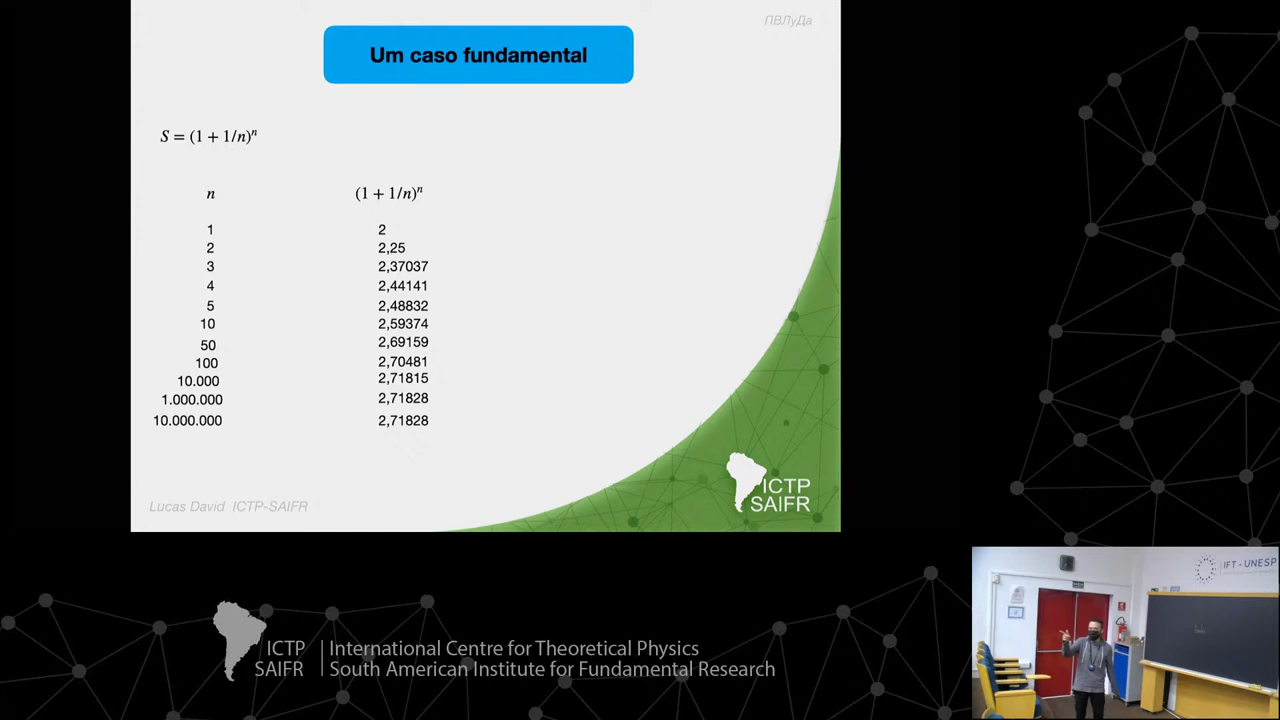 ПВЛуДа
Um caso fundamental
S = (1 + 1/n)ⁿ
n (1 + 1/n)ⁿ
1 2
2 2,25
3 2,37037
4 2,44141
5 2,48832
10 2,59374
50 2,69159
100 2,70481
10.000 2,71815
1.000.000 2,71828
10.000.000 2,71828
ICTP
SAIFR
Lucas David ICTP-SAIFR
IFT - UNESP
ICTP International Centre for Theoretical Physics
SAIFR South American Institute for Fundamental Research